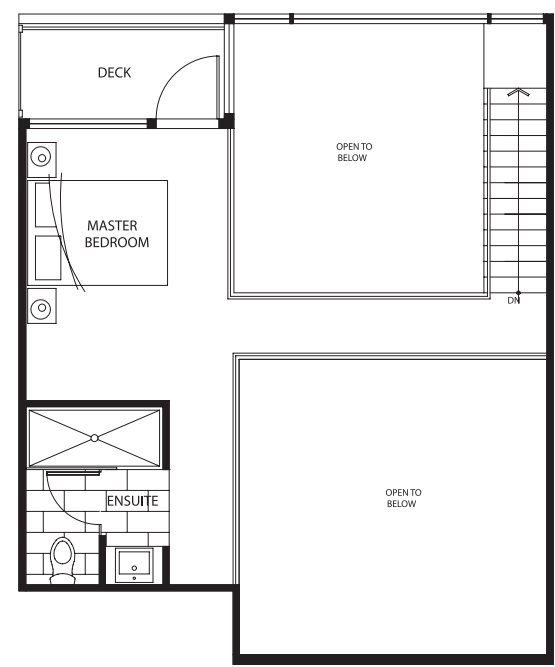 DECK
OPEN TO
BELOW
MASTER
BEDROOM
DN
ENSUITE
OPEN TO
BELOW